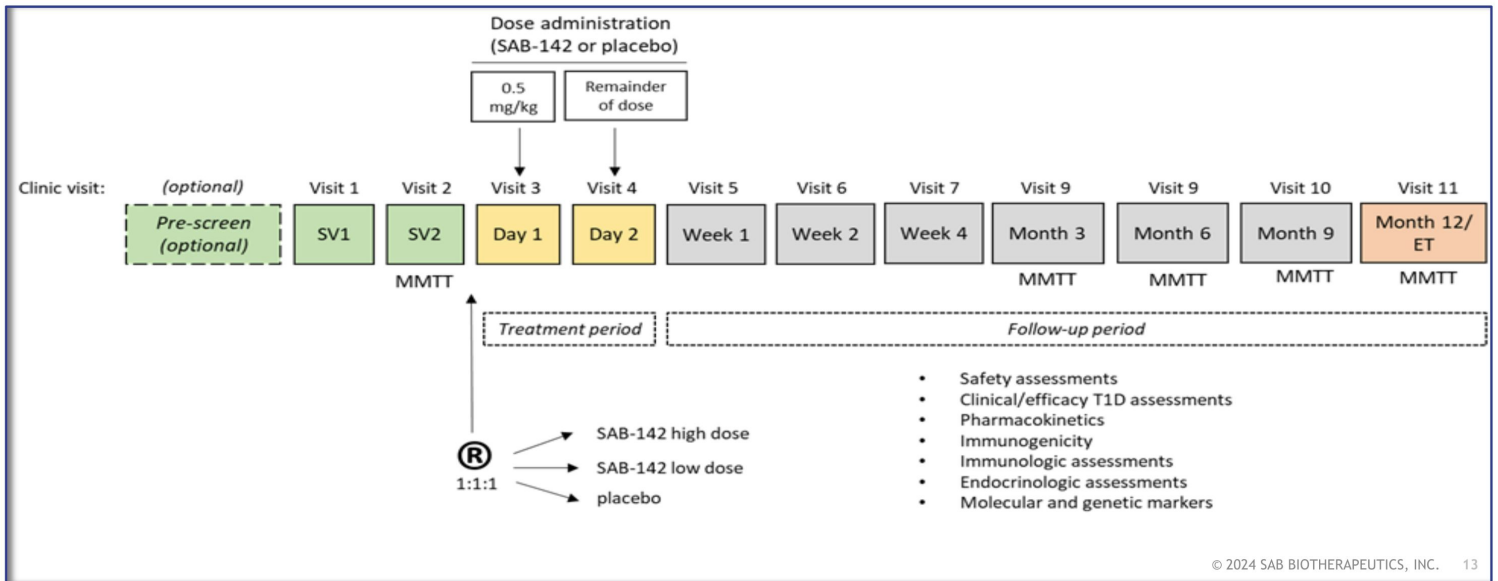 Dose administration
(SAB-142 or placebo)
0.5
mg/kg
Remainder
of dose
Clinic visit:
(optional)
Visit 1
Visit 2
Visit 3
Visit 4
Visit 5
Visit 6
Visit 7
Visit 9
Visit 9
Visit 10
Visit 11
Pre-screen
(optional)
SV1
SV2
Day 1
Day 2
Week 1
Week 2
Week 4
Month 3
Month 6
Month 9
Month 12/
ET
MMTT
MMTT
MMTT
MMTT
MMTT
Treatment period
Follow-up period
R
1:1:1
SAB-142 high dose
SAB-142 low dose
placebo
• Safety assessments
• Clinical/efficacy T1D assessments
• Pharmacokinetics
• Immunogenicity
• Immunologic assessments
• Endocrinologic assessments
• Molecular and genetic markers
© 2024 SAB BIOTHERAPEUTICS, INC. 13